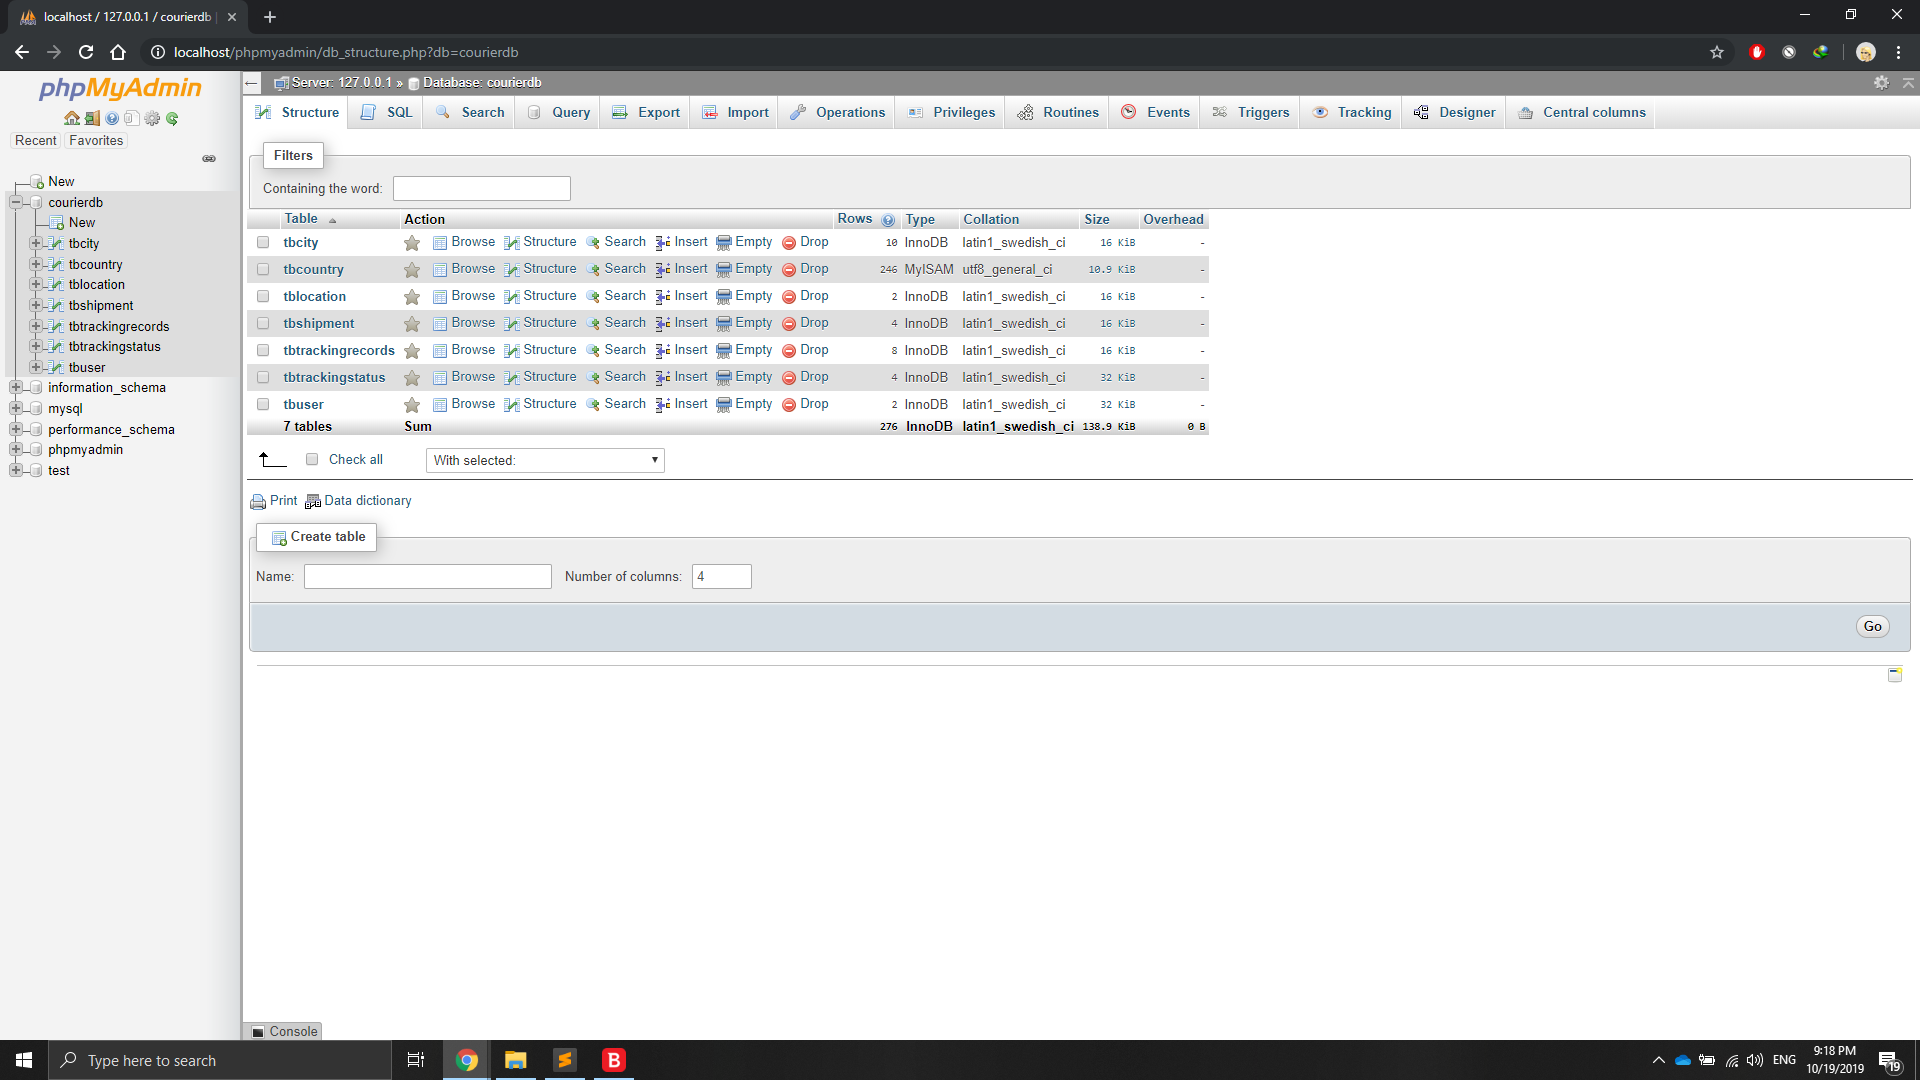 localhost / 127.0.0.1 / courierdb
localhost/phpmyadmin/db_structure.php?db=courierdb
phpMyAdmin
Recent Favorites
New
courierdb
New
tbcity
tbcountry
tblocation
tbshipment
tbtrackingrecords
tbtrackingstatus
tbuser
information_schema
mysql
performance_schema
phpmyadmin
test
Server: 127.0.0.1 » Database: courierdb
Structure SQL Search Query Export Import Operations Privileges Routines Events Triggers Tracking Designer Central columns
Filters
Containing the word:
Table Action Rows Type Collation Size Overhead
tbcity Browse Structure Search Insert Empty Drop 10 InnoDB latin1_swedish_ci 16 KiB -
tbcountry Browse Structure Search Insert Empty Drop 246 MyISAM utf8_general_ci 10.9 KiB -
tblocation Browse Structure Search Insert Empty Drop 2 InnoDB latin1_swedish_ci 16 KiB -
tbshipment Browse Structure Search Insert Empty Drop 4 InnoDB latin1_swedish_ci 16 KiB -
tbtrackingrecords Browse Structure Search Insert Empty Drop 8 InnoDB latin1_swedish_ci 16 KiB -
tbtrackingstatus Browse Structure Search Insert Empty Drop 4 InnoDB latin1_swedish_ci 32 KiB -
tbuser Browse Structure Search Insert Empty Drop 2 InnoDB latin1_swedish_ci 32 KiB -
7 tables Sum 276 InnoDB latin1_swedish_ci 138.9 KiB 0 B
Check all With selected:
Print Data dictionary
Create table
Name: Number of columns: 4
Go
Console
Type here to search
B
ENG
9:18 PM
10/19/2019
19